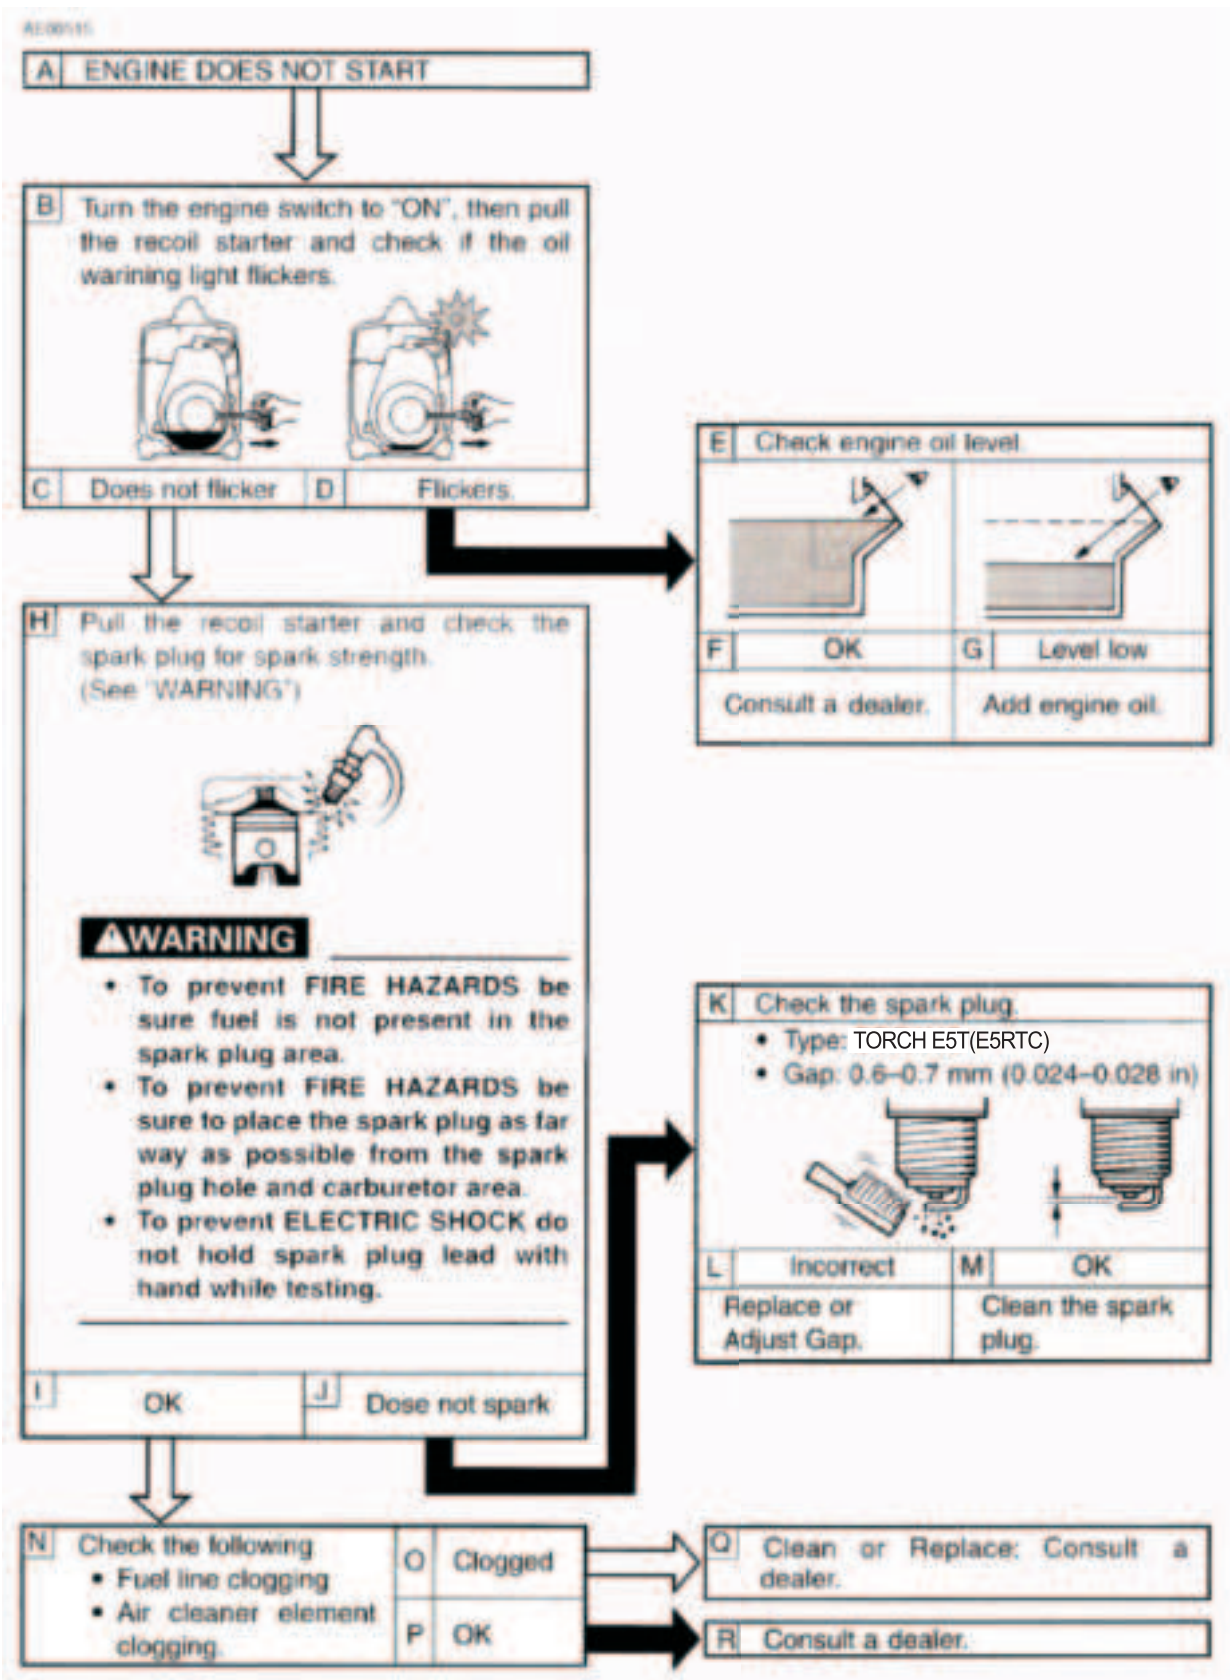 AE00515
A ENGINE DOES NOT START
B Turn the engine switch to “ON”, then pull
the recoil starter and check if the oil
warining light flickers.
C Does not flicker D Flickers.
E Check engine oil level.
F OK G Level low
Consult a dealer. Add engine oil.
H Pull the recoil starter and check the
spark plug for spark strength.
(See "WARNING")
WARNING
• To prevent FIRE HAZARDS be
sure fuel is not present in the
spark plug area.
• To prevent FIRE HAZARDS be
sure to place the spark plug as far
way as possible from the spark
plug hole and carburetor area.
• To prevent ELECTRIC SHOCK do
not hold spark plug lead with
hand while testing.
I OK J Dose not spark
K Check the spark plug.
• Type: TORCH E5T(E5RTC)
• Gap: 0.6–0.7 mm (0.024–0.028 in)
L Incorrect M OK
Replace or Clean the spark
Adjust Gap. plug.
N Check the following
• Fuel line clogging
• Air cleaner element
clogging.
O Clogged
P OK
Q Clean or Replace: Consult a
dealer.
R Consult a dealer.